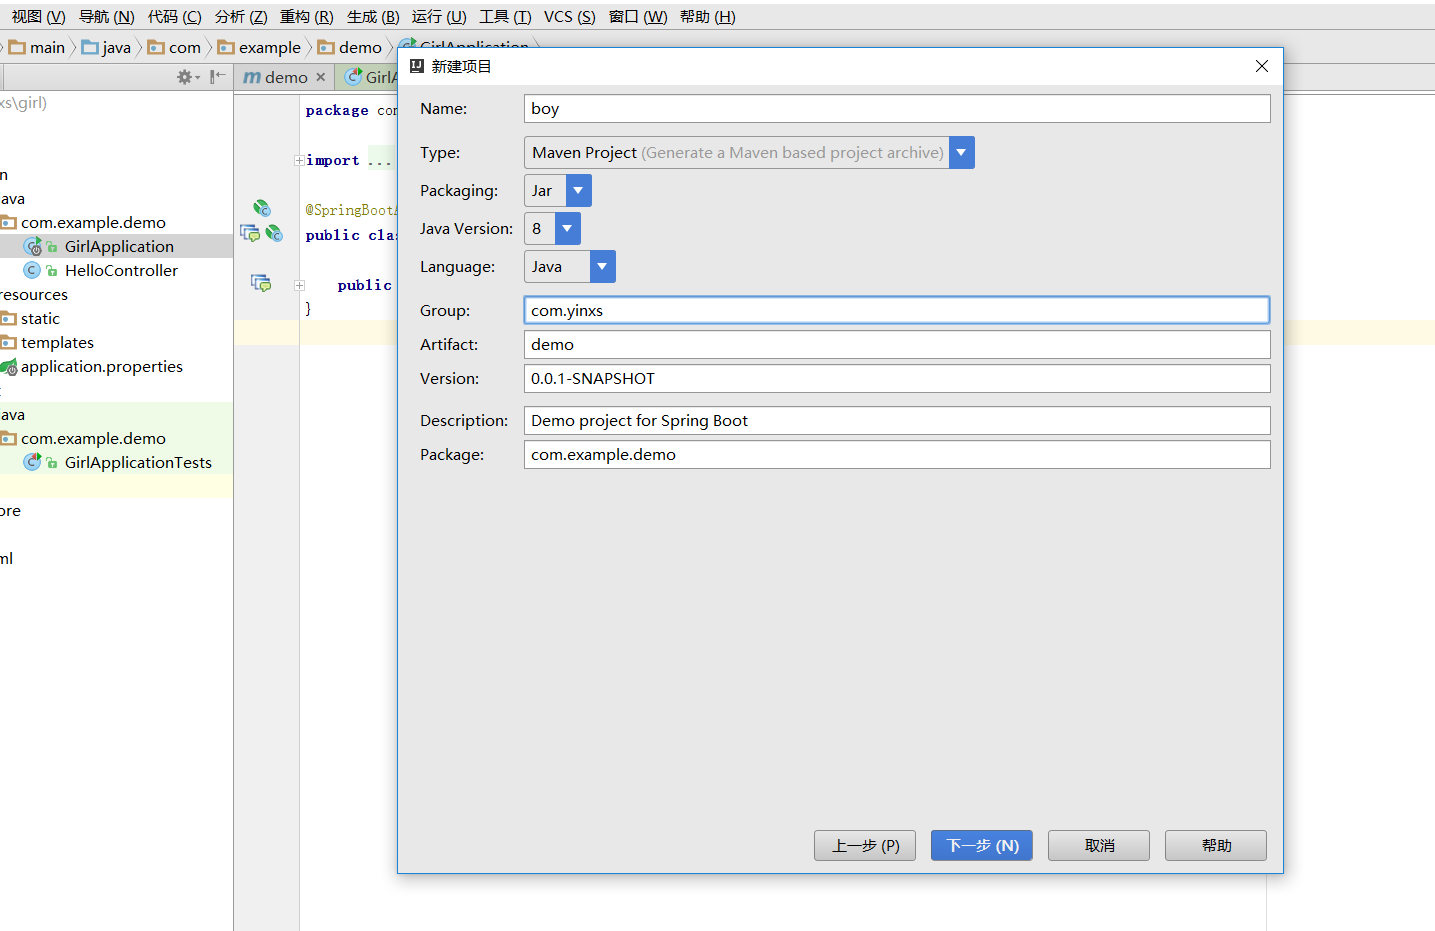 视图 (V) 导航 (N) 代码 (C) 分析 (Z) 重构 (R) 生成 (B) 运行 (U) 工具 (T) VCS (S) 窗口 (W) 帮助 (H)
main java com example demo GirlApplication
demo × GirlA
xs\girl)
n
ava
com.example.demo
GirlApplication
HelloController
resources
static
templates
application.properties
ava
com.example.demo
GirlApplicationTests
ore
ml
package con
import ...
@SpringBootA
public clas
public
}
新建项目
Name: boy
Type: Maven Project (Generate a Maven based project archive)
Packaging: Jar
Java Version: 8
Language: Java
Group: com.yinxs
Artifact: demo
Version: 0.0.1-SNAPSHOT
Description: Demo project for Spring Boot
Package: com.example.demo
上一步 (P) 下一步 (N) 取消 帮助